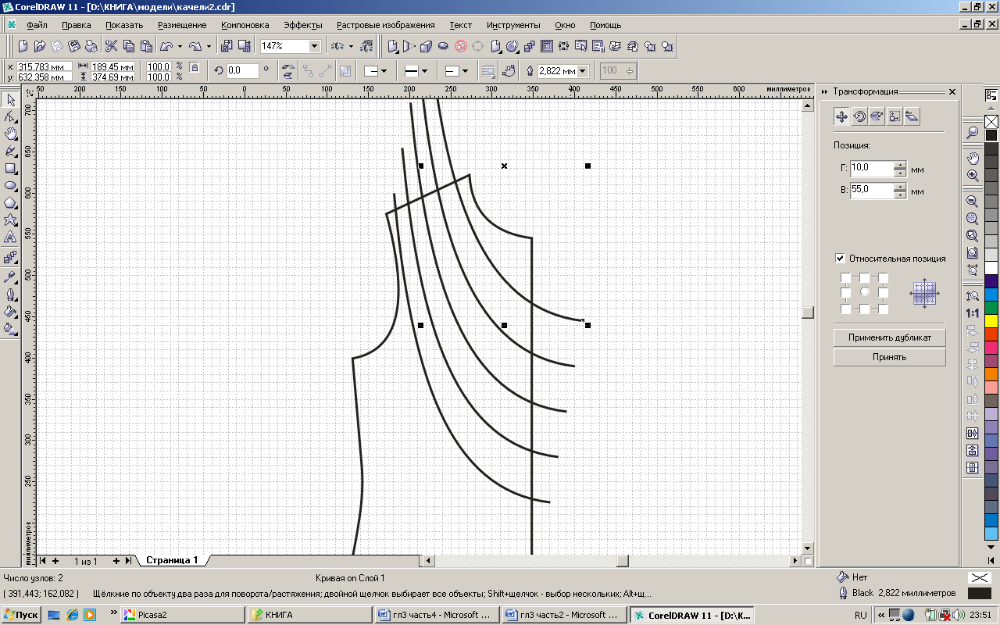 CorelDRAW 11 - [D:\КНИГА\модели\качели2.cdr]
Файл Правка Показать Размещение Компоновка Эффекты Растровые изображения Текст Инструменты Окно Помощь
147%
x: 315.783 мм 189.45 мм 100.0 % 0,0 ° 2,822 мм 100
y: 632.358 мм 374.69 мм 100.0 %
50 0 50 100 150 200 250 300 350 400 450 500 550 600 миллиметров
700
650
600
550
500
450
400
350
300
250
миллиметров
Трансформация
Позиция:
Г: 10,0 мм
В: 55,0 мм
Относительная позиция
Применить дубликат
Принять
1:1
1 из 1 Страница 1
Число узлов: 2 Кривая on Слой 1 Нет
( 391,443; 162,082 ) Щёлкние по объекту два раза для поворота/растяжения; двойной щелчок выбирает все объекты; Shift+щелчок - выбор нескольких; Alt+щ... Black 2,822 миллиметров
Пуск » Picasa2 КНИГА гл3 часть4 - Microsoft ... гл3 часть2 - Microsoft ... CorelDRAW 11 - [D:\К... RU « 23:51